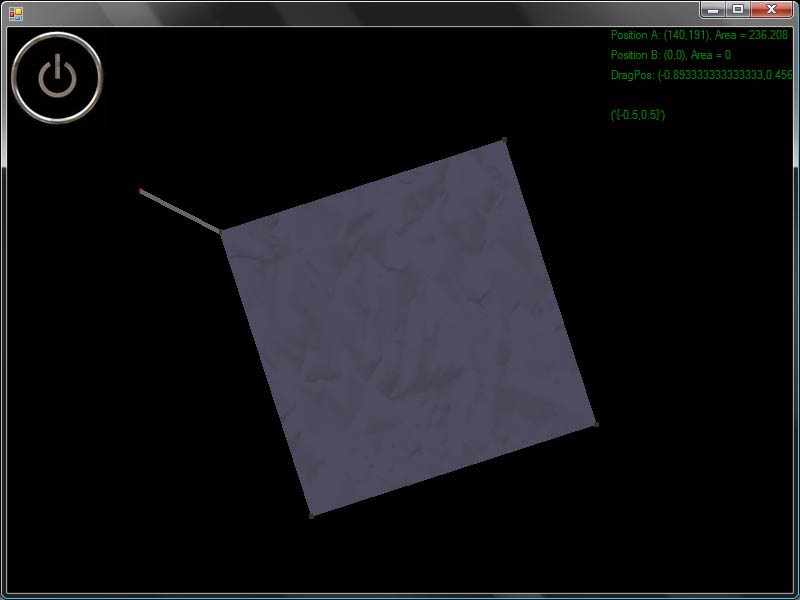 Position A: (140,191), Area = 236.208
Position B: (0,0), Area = 0
DragPos: (-0.893333333333333,0.456
('{-0.5,0.5}')